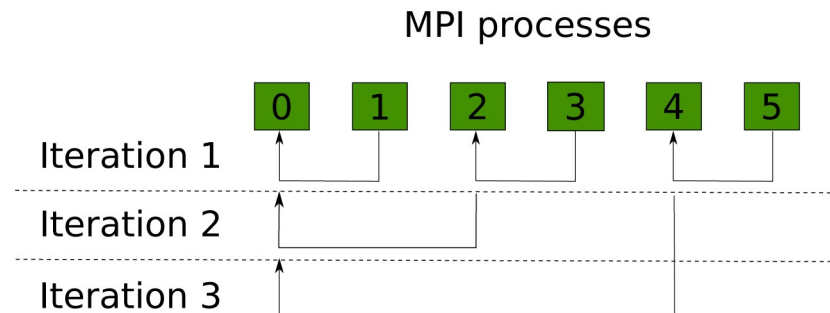 MPI processes
0 1 2 3 4 5
Iteration 1
Iteration 2
Iteration 3